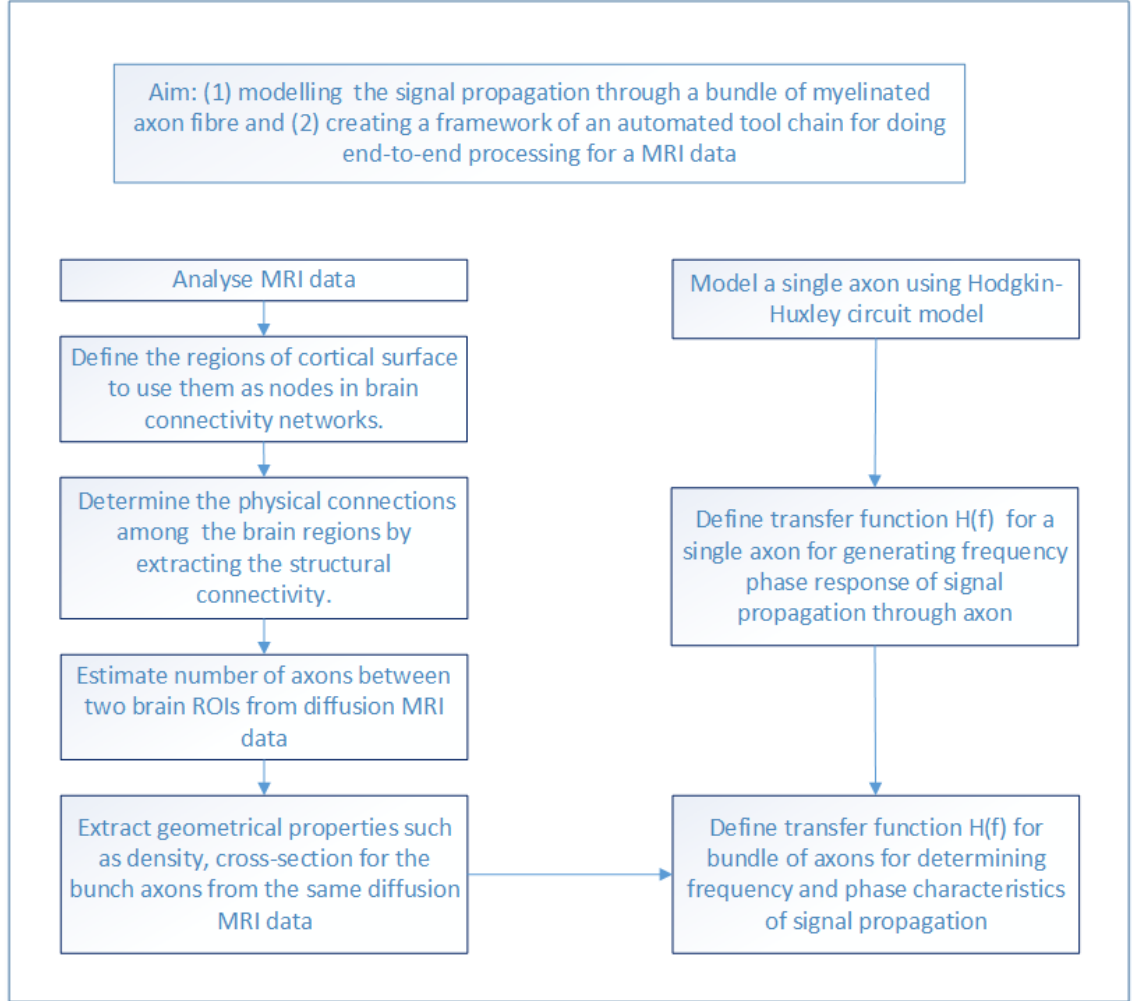 Aim: (1) modelling the signal propagation through a bundle of myelinated
axon fibre and (2) creating a framework of an automated tool chain for doing
end-to-end processing for a MRI data
Analyse MRI data
Define the regions of cortical surface
to use them as nodes in brain
connectivity networks.
Determine the physical connections
among the brain regions by
extracting the structural
connectivity.
Estimate number of axons between
two brain ROIs from diffusion MRI
data
Extract geometrical properties such
as density, cross-section for the
bunch axons from the same diffusion
MRI data
Model a single axon using Hodgkin-
Huxley circuit model
Define transfer function H(f) for a
single axon for generating frequency
phase response of signal
propagation through axon
Define transfer function H(f) for
bundle of axons for determining
frequency and phase characteristics
of signal propagation